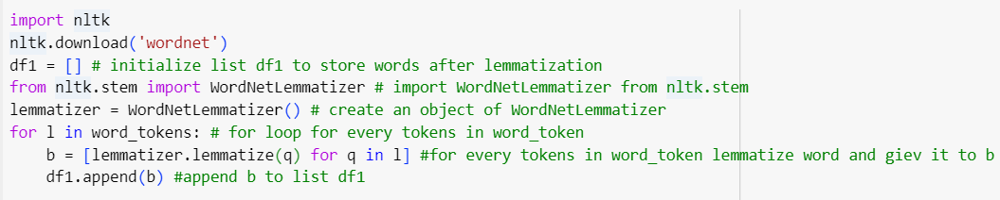 import nltk
nltk.download('wordnet')
df1 = [] # initialize list df1 to store words after lemmatization
from nltk.stem import WordNetLemmatizer # import WordNetLemmatizer from nltk.stem
lemmatizer = WordNetLemmatizer() # create an object of WordNetLemmatizer
for l in word_tokens: # for loop for every tokens in word_token
    b = [lemmatizer.lemmatize(q) for q in l] #for every tokens in word_token lemmatize word and giev it to b
    df1.append(b) #append b to list df1